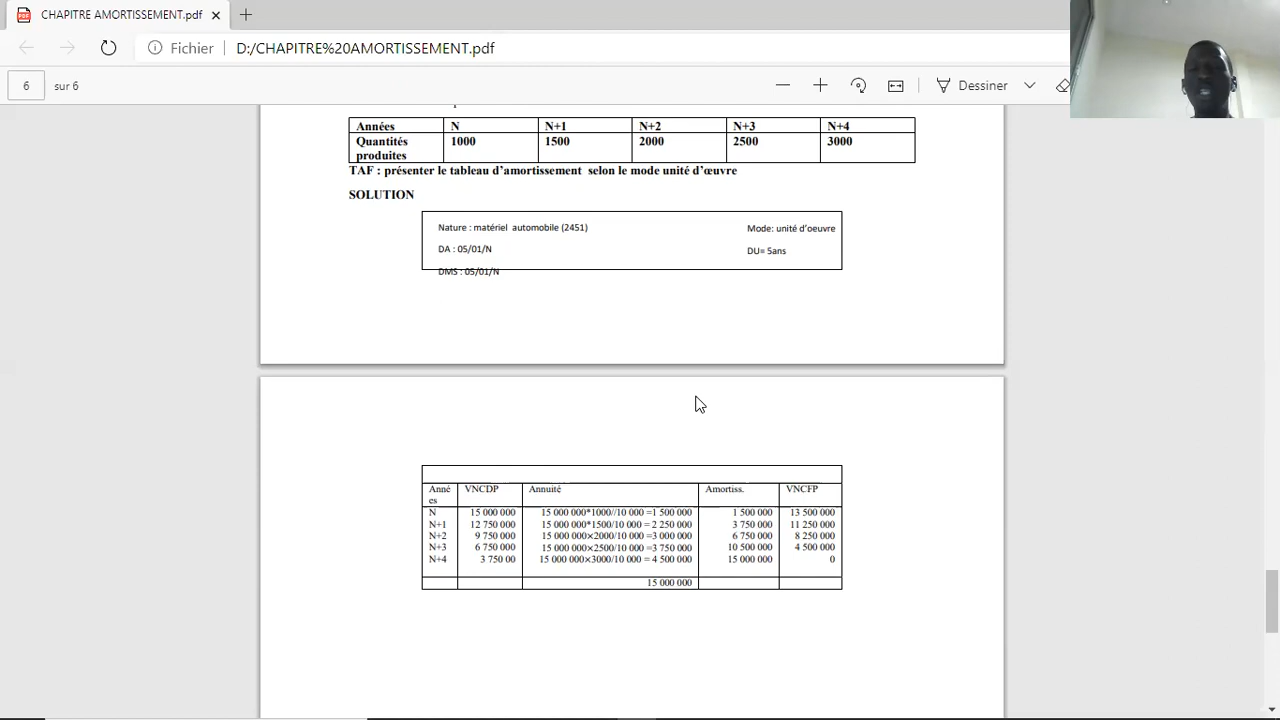 CHAPITRE AMORTISSEMENT.pdf
Fichier D:/CHAPITRE%20AMORTISSEMENT.pdf
6 sur 6 Dessiner
Années N N+1 N+2 N+3 N+4
Quantités 1000 1500 2000 2500 3000
produites
TAF : présenter le tableau d’amortissement selon le mode unité d’œuvre
SOLUTION
Nature : matériel automobile (2451) Mode: unité d’oeuvre
DA : 05/01/N DU= 5ans
DMS : 05/01/N
Anné VNCDP Annuité Amortiss. VNCFP
es
N 15 000 000 15 000 000*1000//10 000 =1 500 000 1 500 000 13 500 000
N+1 12 750 000 15 000 000*1500/10 000 = 2 250 000 3 750 000 11 250 000
N+2 9 750 000 15 000 000×2000/10 000 =3 000 000 6 750 000 8 250 000
N+3 6 750 000 15 000 000×2500/10 000 =3 750 000 10 500 000 4 500 000
N+4 3 750 00 15 000 000×3000/10 000 = 4 500 000 15 000 000 0
15 000 000